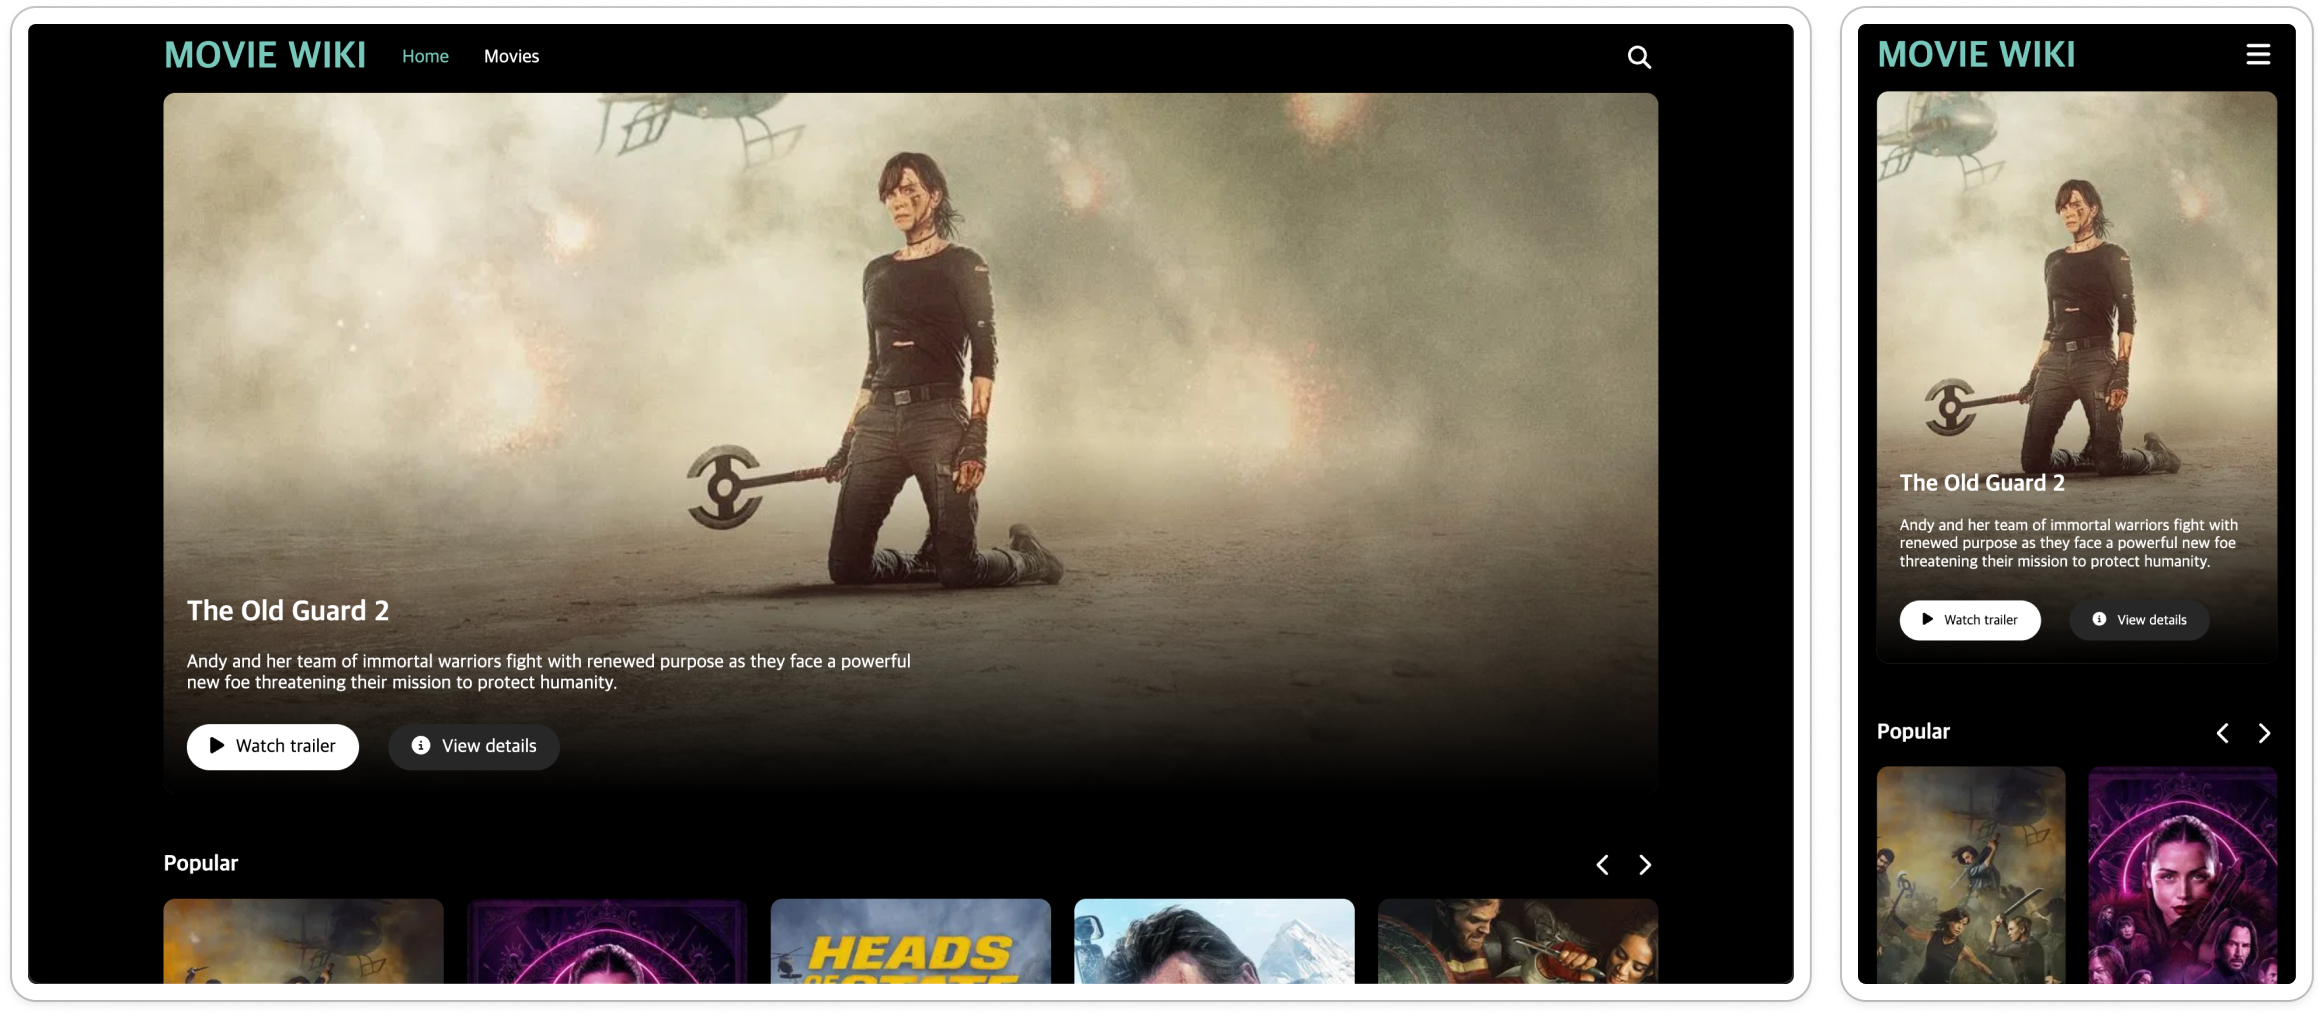 MOVIE WIKI Home Movies
The Old Guard 2
Andy and her team of immortal warriors fight with renewed purpose as they face a powerful
new foe threatening their mission to protect humanity.
Watch trailer View details
Popular
HEADS
OF STATE
MOVIE WIKI
The Old Guard 2
Andy and her team of immortal warriors fight with
renewed purpose as they face a powerful new foe
threatening their mission to protect humanity.
Watch trailer View details
Popular